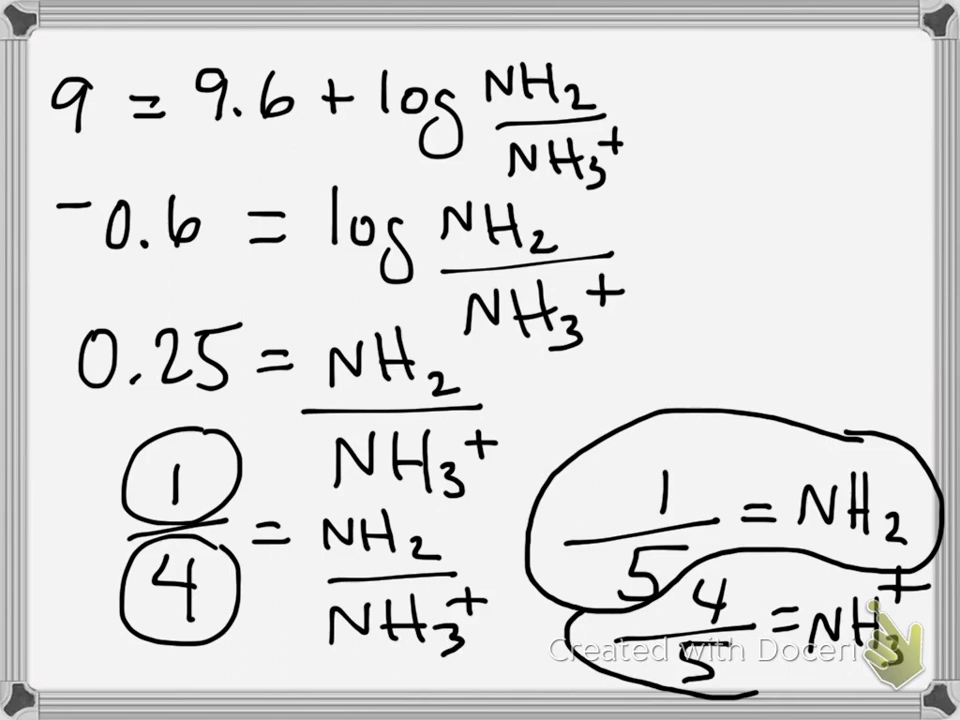 9 = 9.6 + log NH2/NH3+
-0.6 = log NH2/NH3+
0.25 = NH2/NH3+
1/4 = NH2/NH3+
1/5 = NH2
4/5 = NH3+
Created with Doceri